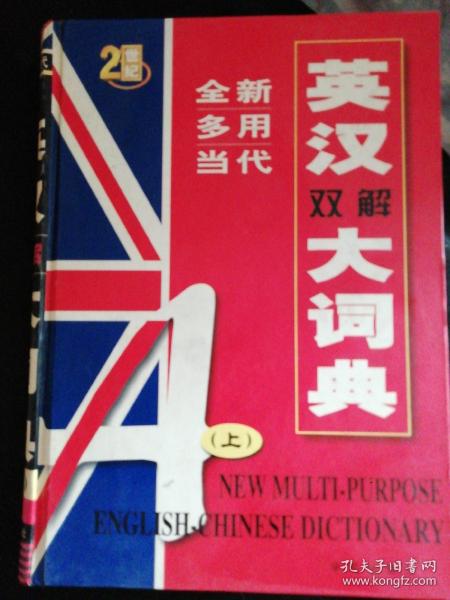 21世纪
全新
多用
当代
英汉
双解
大词典
A
(上)
NEW MULTI-PURPOSE
ENGLISH-CHINESE DICTIONARY
孔夫子旧书网
www.kongfz.com